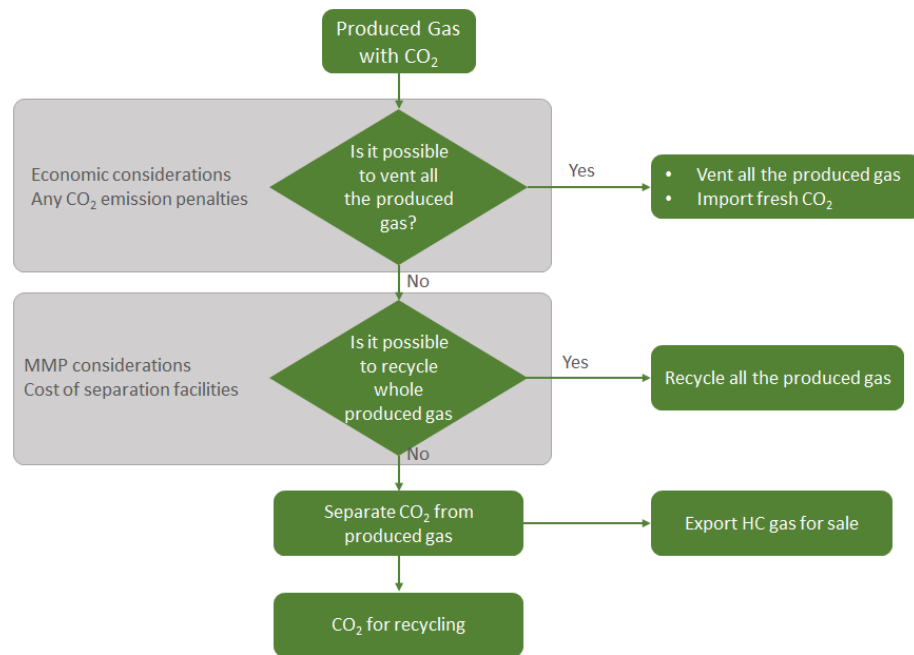 Produced Gas
with CO₂
Economic considerations
Any CO₂ emission penalties
Is it possible
to vent all
the produced
gas?
Yes
• Vent all the produced gas
• Import fresh CO₂
No
MMP considerations
Cost of separation facilities
Is it possible
to recycle
whole
produced gas
Yes
Recycle all the produced gas
No
Separate CO₂ from
produced gas
Export HC gas for sale
CO₂ for recycling